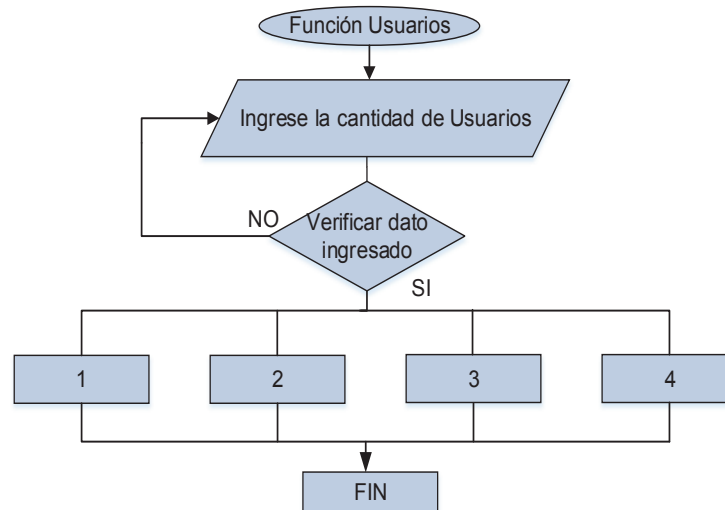 Función Usuarios
Ingrese la cantidad de Usuarios
NO
Verificar dato
ingresado
SI
1
2
3
4
FIN